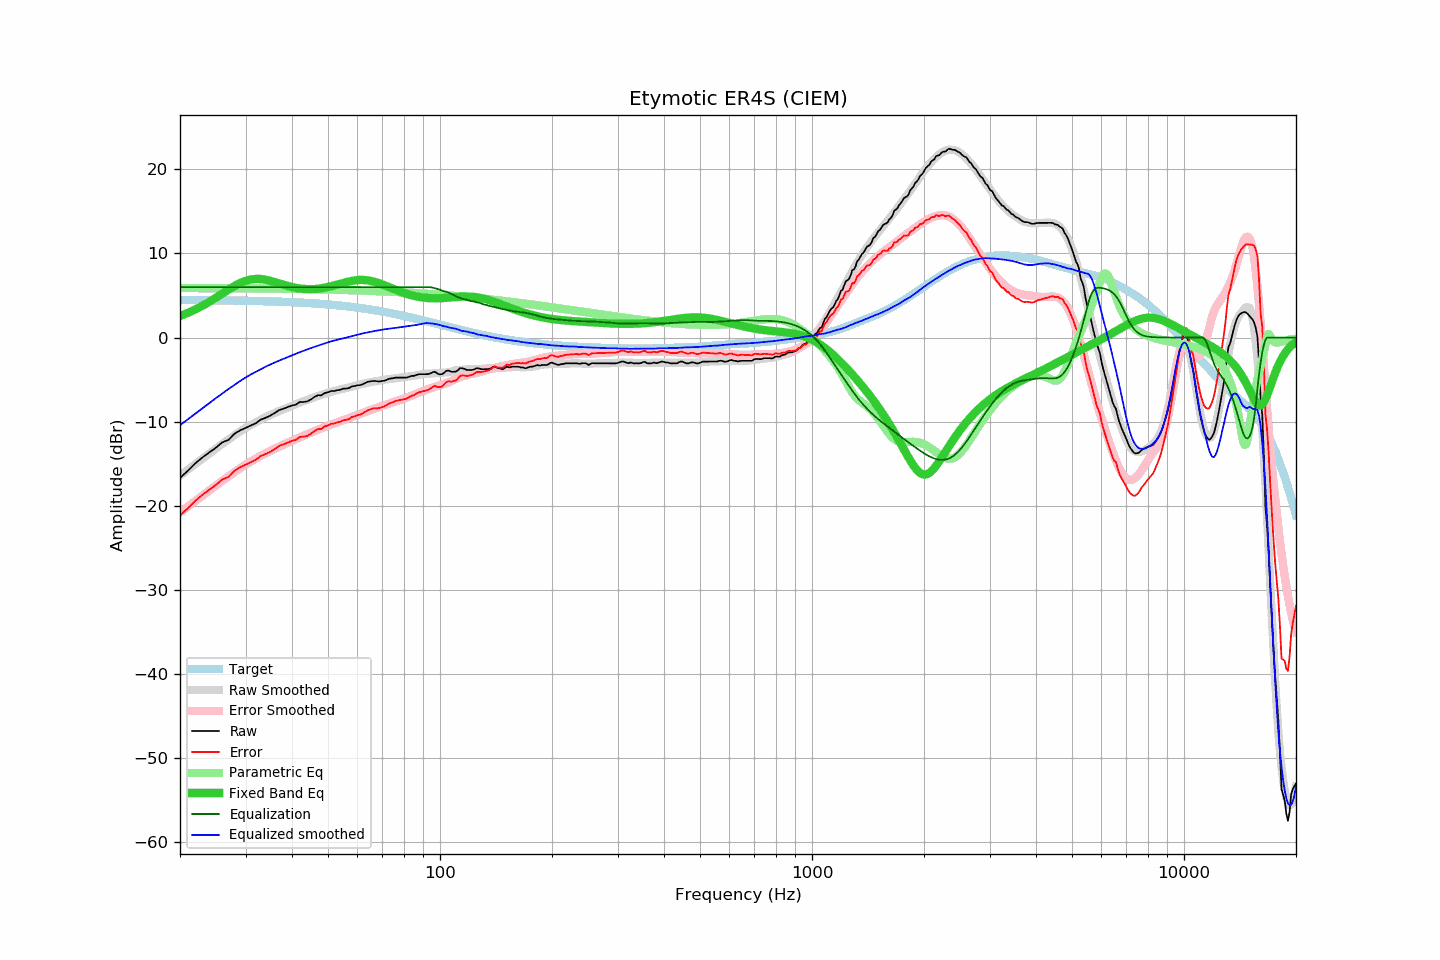 Etymotic ER4S (CIEM)
Amplitude (dBr)
20
10
0
−10
−20
−30
−40
−50
−60
Target
Raw Smoothed
Error Smoothed
Raw
Error
Parametric Eq
Fixed Band Eq
Equalization
Equalized smoothed
100
1000
10000
Frequency (Hz)